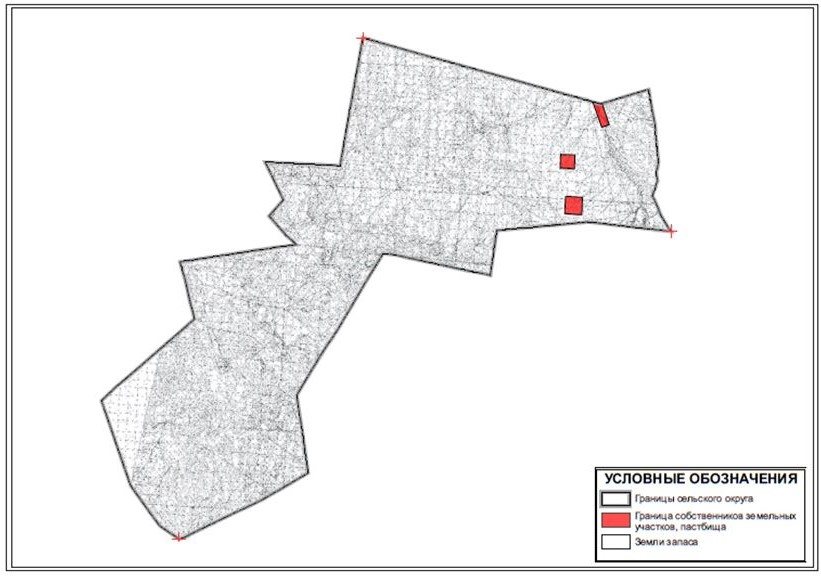 УСЛОВНЫЕ ОБОЗНАЧЕНИЯ
Границы сельского округа
Граница собственников земельных
участков, пастбища
Земли запаса